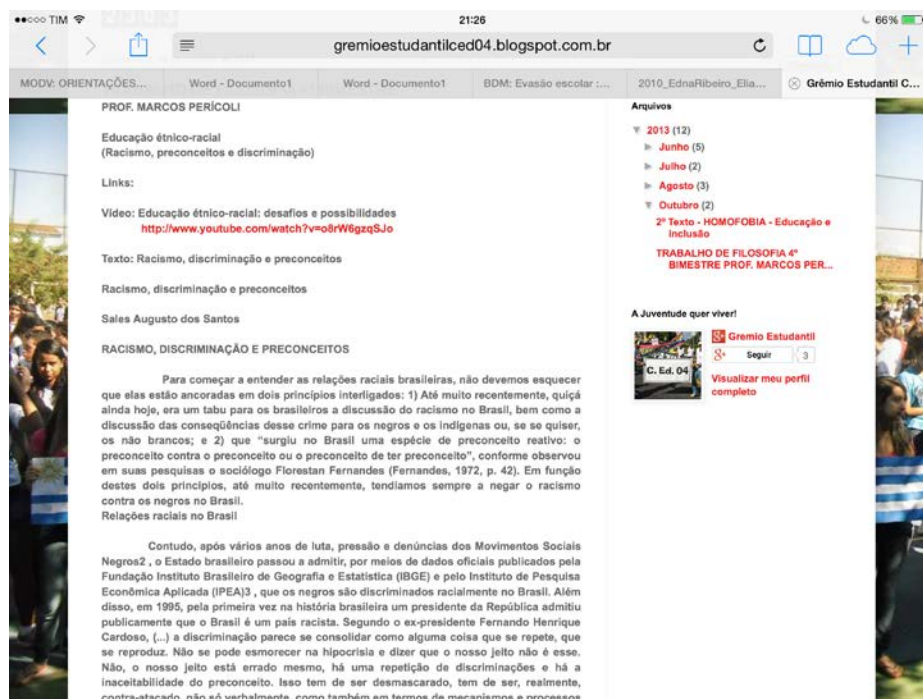 TIM
21:26
66%
gremioestudantilced04.blogspot.com.br
MODV: ORIENTAÇÕES...
Word - Documento1
Word - Documento1
BDM: Evasão escolar :...
2010_EdnaRibeiro_Elia...
Grêmio Estudantil C...
PROF. MARCOS PERÍCOLI
Educação étnico-racial
(Racismo, preconceitos e discriminação)
Links:
Vídeo: Educação étnico-racial: desafios e possibilidades
http://www.youtube.com/watch?v=o8rW6gzqSJo
Texto: Racismo, discriminação e preconceitos
Racismo, discriminação e preconceitos
Sales Augusto dos Santos
RACISMO, DISCRIMINAÇÃO E PRECONCEITOS
Para começar a entender as relações raciais brasileiras, não devemos esquecer
que elas estão ancoradas em dois princípios interligados: 1) Até muito recentemente, quiçá
ainda hoje, era um tabu para os brasileiros a discussão do racismo no Brasil, bem como a
discussão das conseqüências desse crime para os negros e os indígenas ou, se se quiser,
os não brancos; e 2) que “surgiu no Brasil uma espécie de preconceito reativo: o
preconceito contra o preconceito ou o preconceito de ter preconceito”, conforme observou
em suas pesquisas o sociólogo Florestan Fernandes (Fernandes, 1972, p. 42). Em função
destes dois princípios, até muito recentemente, tendíamos sempre a negar o racismo
contra os negros no Brasil.
Relações raciais no Brasil
Contudo, após vários anos de luta, pressão e denúncias dos Movimentos Sociais
Negros2 , o Estado brasileiro passou a admitir, por meios de dados oficiais publicados pela
Fundação Instituto Brasileiro de Geografia e Estatística (IBGE) e pelo Instituto de Pesquisa
Econômica Aplicada (IPEA)3 , que os negros são discriminados racialmente no Brasil. Além
disso, em 1995, pela primeira vez na história brasileira um presidente da República admitiu
publicamente que o Brasil é um país racista. Segundo o ex-presidente Fernando Henrique
Cardoso, (...) a discriminação parece se consolidar como alguma coisa que se repete, que
se reproduz. Não se pode esmorecer na hipocrisia e dizer que o nosso jeito não é esse.
Não, o nosso jeito está errado mesmo, há uma repetição de discriminações e há a
inaceitabilidade do preconceito. Isso tem de ser desmascarado, tem de ser, realmente,
contra-atacado, não só verbalmente, como também em termos de mecanismos e processos
Arquivos
2013 (12)
Junho (5)
Julho (2)
Agosto (3)
Outubro (2)
2º Texto - HOMOFOBIA - Educação e
Inclusão
TRABALHO DE FILOSOFIA 4º
BIMESTRE PROF. MARCOS PER...
A Juventude quer viver!
C. Ed. 04
Gremio Estudantil
Seguir
3
Visualizar meu perfil
completo